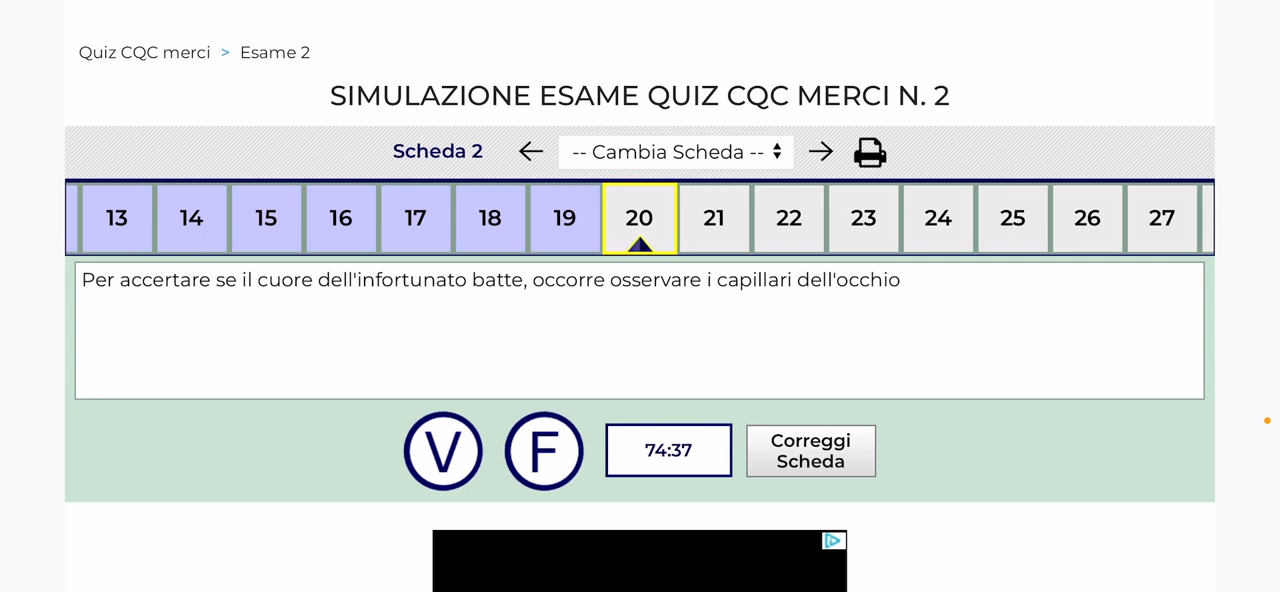 Quiz CQC merci > Esame 2
SIMULAZIONE ESAME QUIZ CQC MERCI N. 2
Scheda 2 ← -- Cambia Scheda -- →
13 14 15 16 17 18 19 20 21 22 23 24 25 26 27
Per accertare se il cuore dell'infortunato batte, occorre osservare i capillari dell'occhio
V F 74:37 Correggi
Scheda